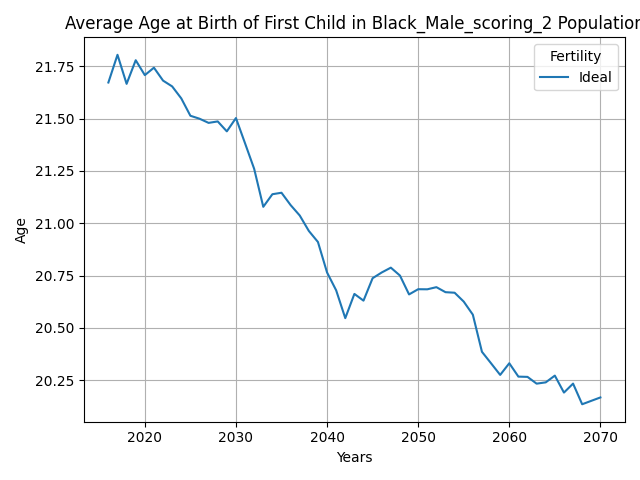 Average Age at Birth of First Child in Black_Male_scoring_2 Population
Fertility
Ideal
Age
21.75
21.50
21.25
21.00
20.75
20.50
20.25
2020 2030 2040 2050 2060 2070
Years